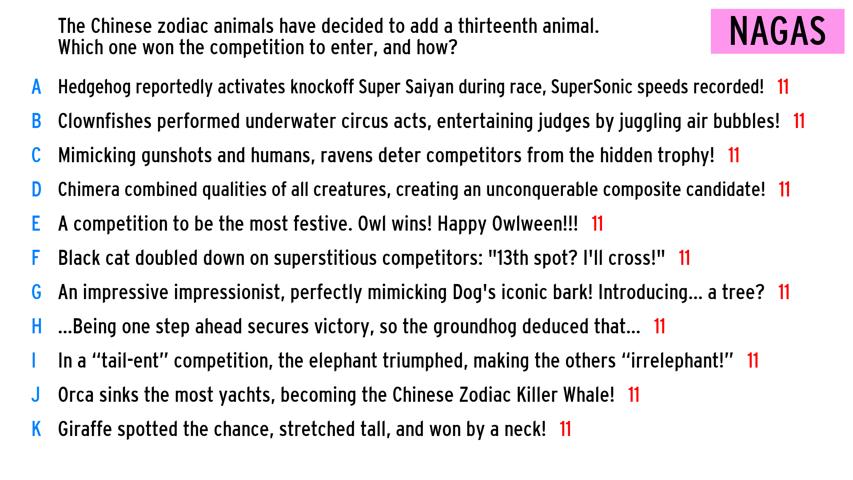 The Chinese zodiac animals have decided to add a thirteenth animal.
Which one won the competition to enter, and how?
NAGAS
A Hedgehog reportedly activates knockoff Super Saiyan during race, SuperSonic speeds recorded! 11
B Clownfishes performed underwater circus acts, entertaining judges by juggling air bubbles! 11
C Mimicking gunshots and humans, ravens deter competitors from the hidden trophy! 11
D Chimera combined qualities of all creatures, creating an unconquerable composite candidate! 11
E A competition to be the most festive. Owl wins! Happy Owlween!!! 11
F Black cat doubled down on superstitious competitors: "13th spot? I'll cross!" 11
G An impressive impressionist, perfectly mimicking Dog's iconic bark! Introducing... a tree? 11
H ...Being one step ahead secures victory, so the groundhog deduced that... 11
I In a “tail-ent” competition, the elephant triumphed, making the others “irrelephant!” 11
J Orca sinks the most yachts, becoming the Chinese Zodiac Killer Whale! 11
K Giraffe spotted the chance, stretched tall, and won by a neck! 11